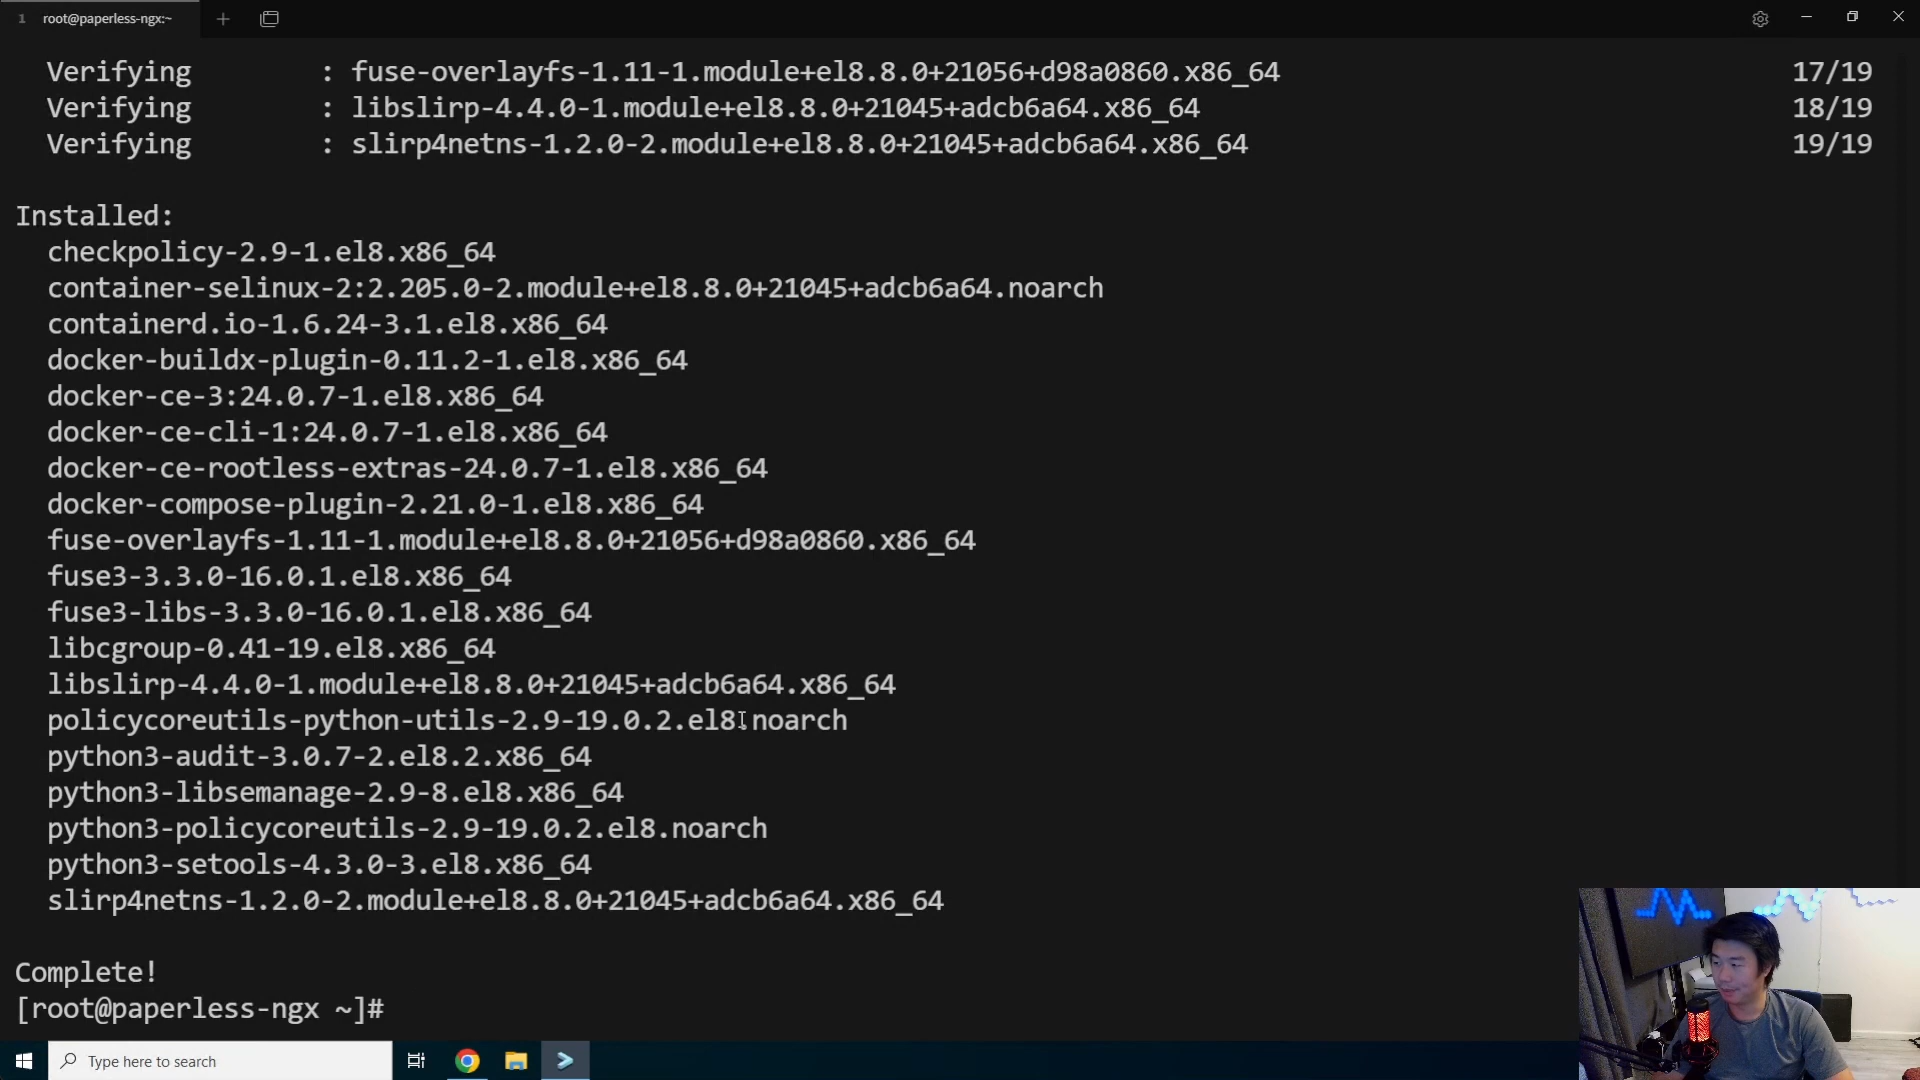 1 root@paperless-ngx:~
Verifying : fuse-overlayfs-1.11-1.module+el8.8.0+21056+d98a0860.x86_64 17/19
Verifying : libslirp-4.4.0-1.module+el8.8.0+21045+adcb6a64.x86_64 18/19
Verifying : slirp4netns-1.2.0-2.module+el8.8.0+21045+adcb6a64.x86_64 19/19
Installed:
checkpolicy-2.9-1.el8.x86_64
container-selinux-2:2.205.0-2.module+el8.8.0+21045+adcb6a64.noarch
containerd.io-1.6.24-3.1.el8.x86_64
docker-buildx-plugin-0.11.2-1.el8.x86_64
docker-ce-3:24.0.7-1.el8.x86_64
docker-ce-cli-1:24.0.7-1.el8.x86_64
docker-ce-rootless-extras-24.0.7-1.el8.x86_64
docker-compose-plugin-2.21.0-1.el8.x86_64
fuse-overlayfs-1.11-1.module+el8.8.0+21056+d98a0860.x86_64
fuse3-3.3.0-16.0.1.el8.x86_64
fuse3-libs-3.3.0-16.0.1.el8.x86_64
libcgroup-0.41-19.el8.x86_64
libslirp-4.4.0-1.module+el8.8.0+21045+adcb6a64.x86_64
policycoreutils-python-utils-2.9-19.0.2.el8.noarch
python3-audit-3.0.7-2.el8.2.x86_64
python3-libsemanage-2.9-8.el8.x86_64
python3-policycoreutils-2.9-19.0.2.el8.noarch
python3-setools-4.3.0-3.el8.x86_64
slirp4netns-1.2.0-2.module+el8.8.0+21045+adcb6a64.x86_64
Complete!
[root@paperless-ngx ~]#
Type here to search